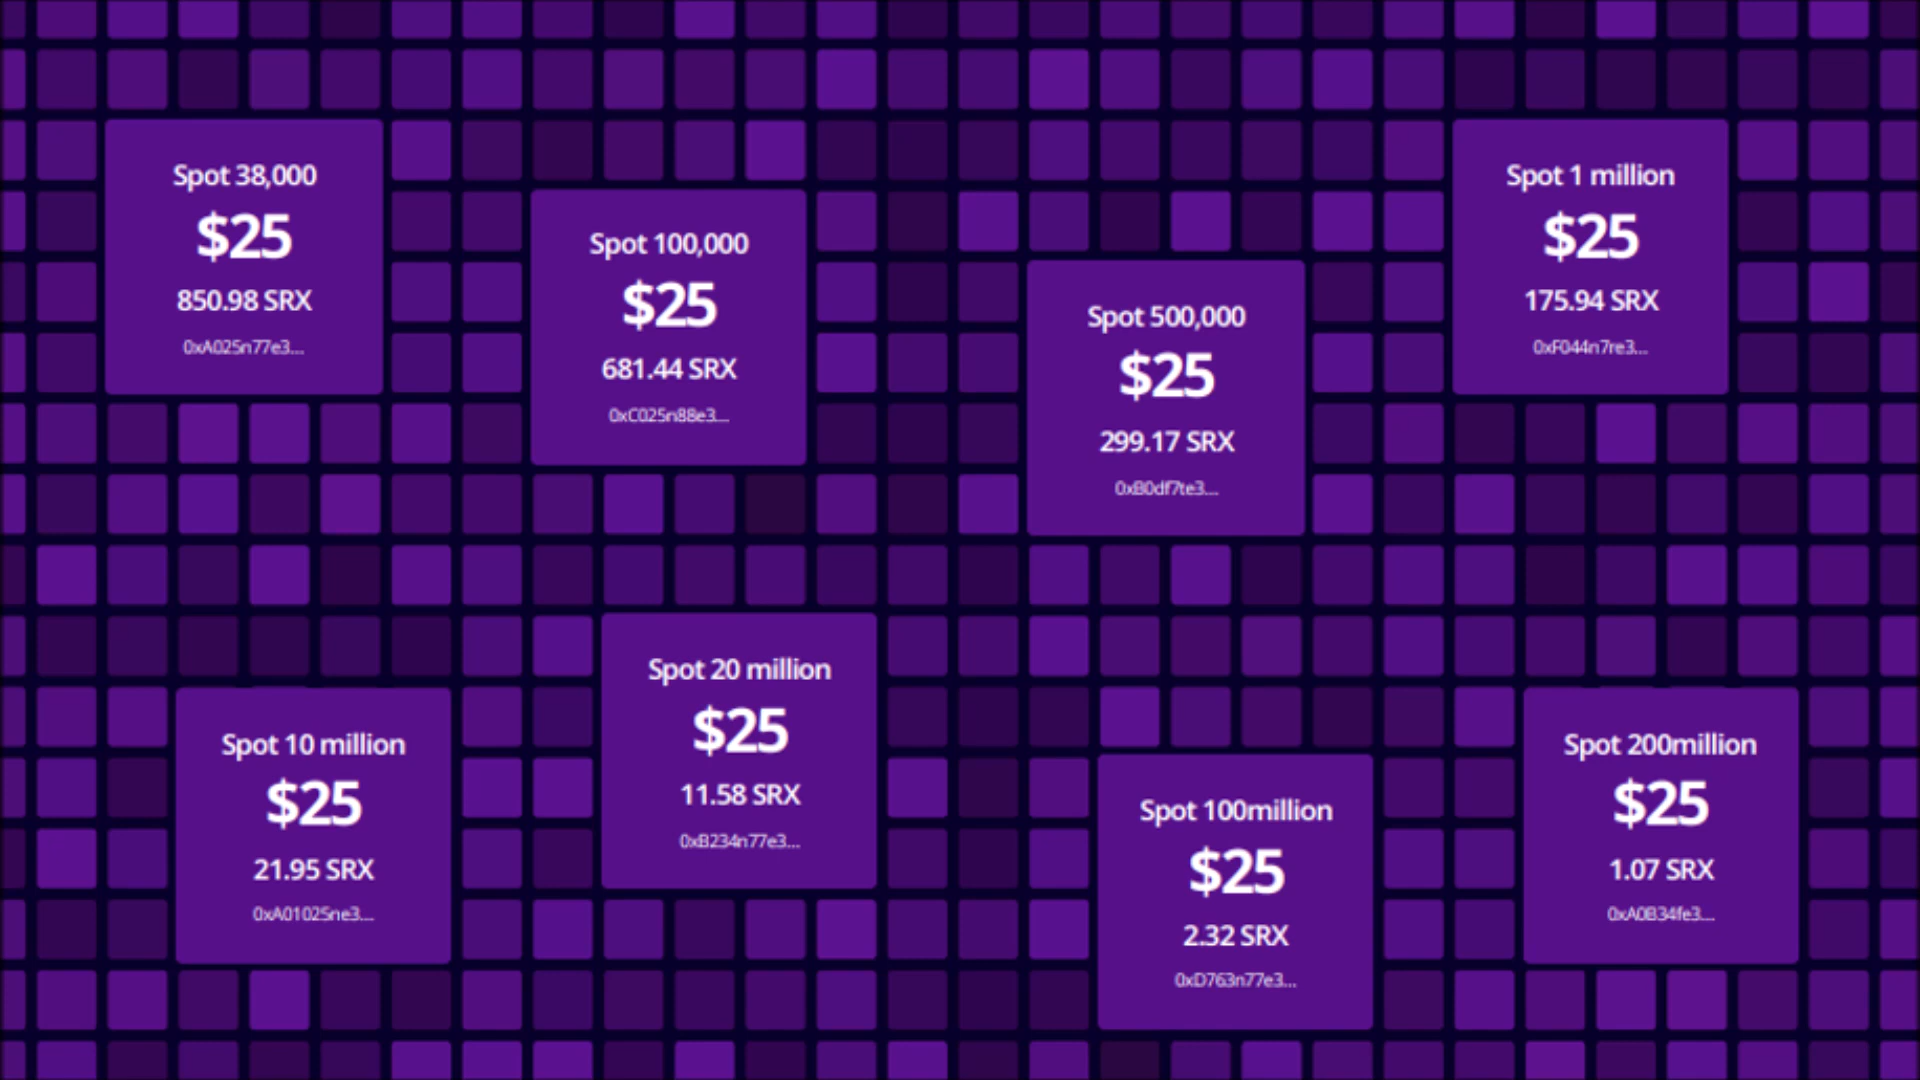 Spot 38,000
$25
850.98 SRX
0xA025n77e3...
Spot 100,000
$25
681.44 SRX
0xC025n88e3...
Spot 500,000
$25
299.17 SRX
0xB0df7te3...
Spot 1 million
$25
175.94 SRX
0xF044n7re3...
Spot 10 million
$25
21.95 SRX
0xA01025ne3...
Spot 20 million
$25
11.58 SRX
0xB234n77e3...
Spot 100million
$25
2.32 SRX
0xD763n77e3...
Spot 200million
$25
1.07 SRX
0xA0B34fe3...